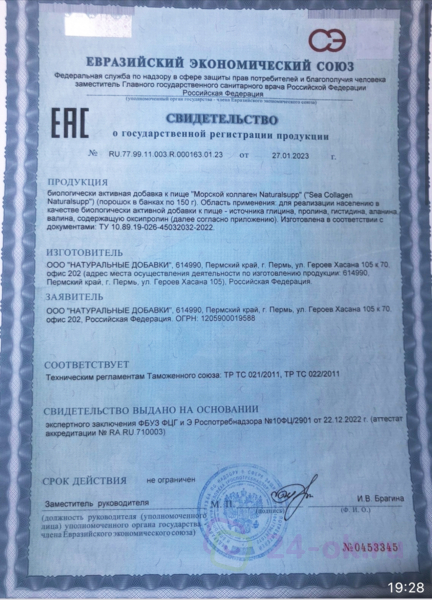 СЭ
ЕВРАЗИЙСКИЙ ЭКОНОМИЧЕСКИЙ СОЮЗ
Федеральная служба по надзору в сфере защиты прав потребителей и благополучия человека
заместитель Главного государственного санитарного врача Российской Федерации
Российская Федерация
(уполномоченный орган государства - члена Евразийского экономического союза)
ЕАС
СВИДЕТЕЛЬСТВО
о государственной регистрации продукции
№ RU.77.99.11.003.R.000163.01.23 от 27.01.2023 г.
ПРОДУКЦИЯ
биологически активная добавка к пище "Морской коллаген Naturalsupp" ("Sea Collagen
Naturalsupp") (порошок в банках по 150 г). Область применения: для реализации населению в
качестве биологически активной добавки к пище - источника глицина, пролина, гистидина, аланина,
валина, содержащую оксипролин (далее согласно приложению). Изготовлена в соответствии с
документами: ТУ 10.89.19-026-45032032-2022.
ИЗГОТОВИТЕЛЬ
ООО "НАТУРАЛЬНЫЕ ДОБАВКИ", 614990, Пермский край, г. Пермь, ул. Героев Хасана 105 к70,
офис 202 (адрес места осуществления деятельности по изготовлению продукции: 614990,
Пермский край, г. Пермь, ул. Героев Хасана 105), Российская Федерация.
ЗАЯВИТЕЛЬ
ООО "НАТУРАЛЬНЫЕ ДОБАВКИ", 614990, Пермский край, г. Пермь, ул. Героев Хасана 105 к 70,
офис 202, Российская Федерация. ОГРН: 1205900019588
СООТВЕТСТВУЕТ
Техническим регламентам Таможенного союза: ТР ТС 021/2011, ТР ТС 022/2011
СВИДЕТЕЛЬСТВО ВЫДАНО НА ОСНОВАНИИ
экспертного заключения ФБУЗ ФЦГ и Э Роспотребнадзора №10ФЦ/2901 от 22.12.2022 г. (аттестат
аккредитации № RA.RU.710003)
СРОК ДЕЙСТВИЯ не ограничен
Заместитель руководителя М. П. И.В. Брагина
(должность руководителя (уполномоченного (Ф. И. О.)
лица) уполномоченного органа государства
члена Евразийского экономического союза)
№0453345
19:28